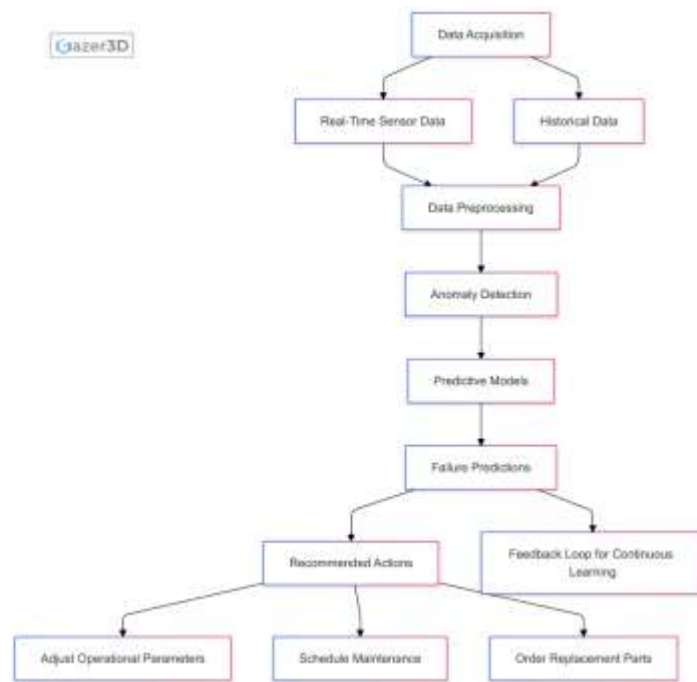 Gazer3D
Data Acquisition
Real-Time Sensor Data
Historical Data
Data Preprocessing
Anomaly Detection
Predictive Models
Failure Predictions
Recommended Actions
Feedback Loop for Continuous
Learning
Adjust Operational Parameters
Schedule Maintenance
Order Replacement Parts